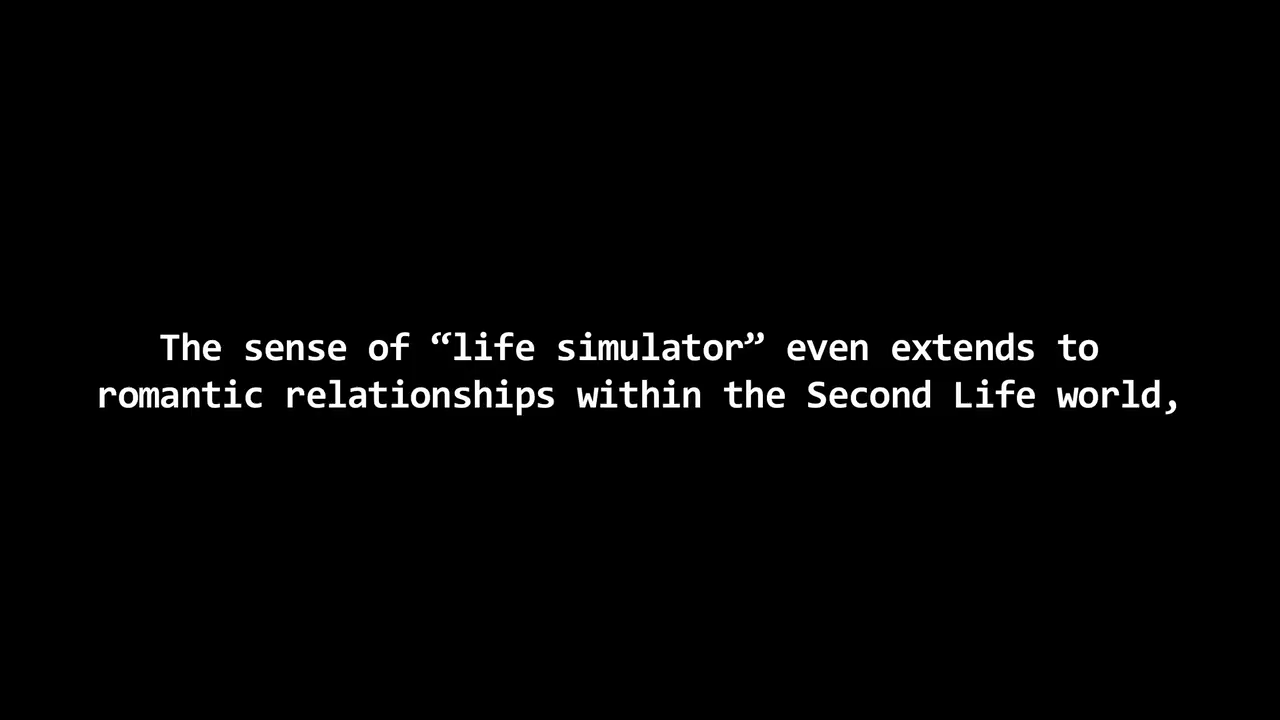 The sense of “life simulator” even extends to
romantic relationships within the Second Life world,